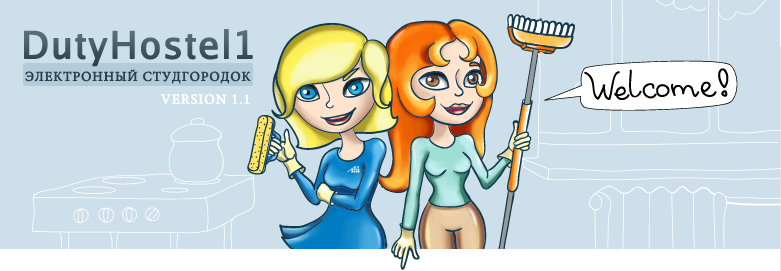 DutyHostel1
ЭЛЕКТРОННЫЙ СТУДГОРОДОК
VERSION 1.1
Welcome!